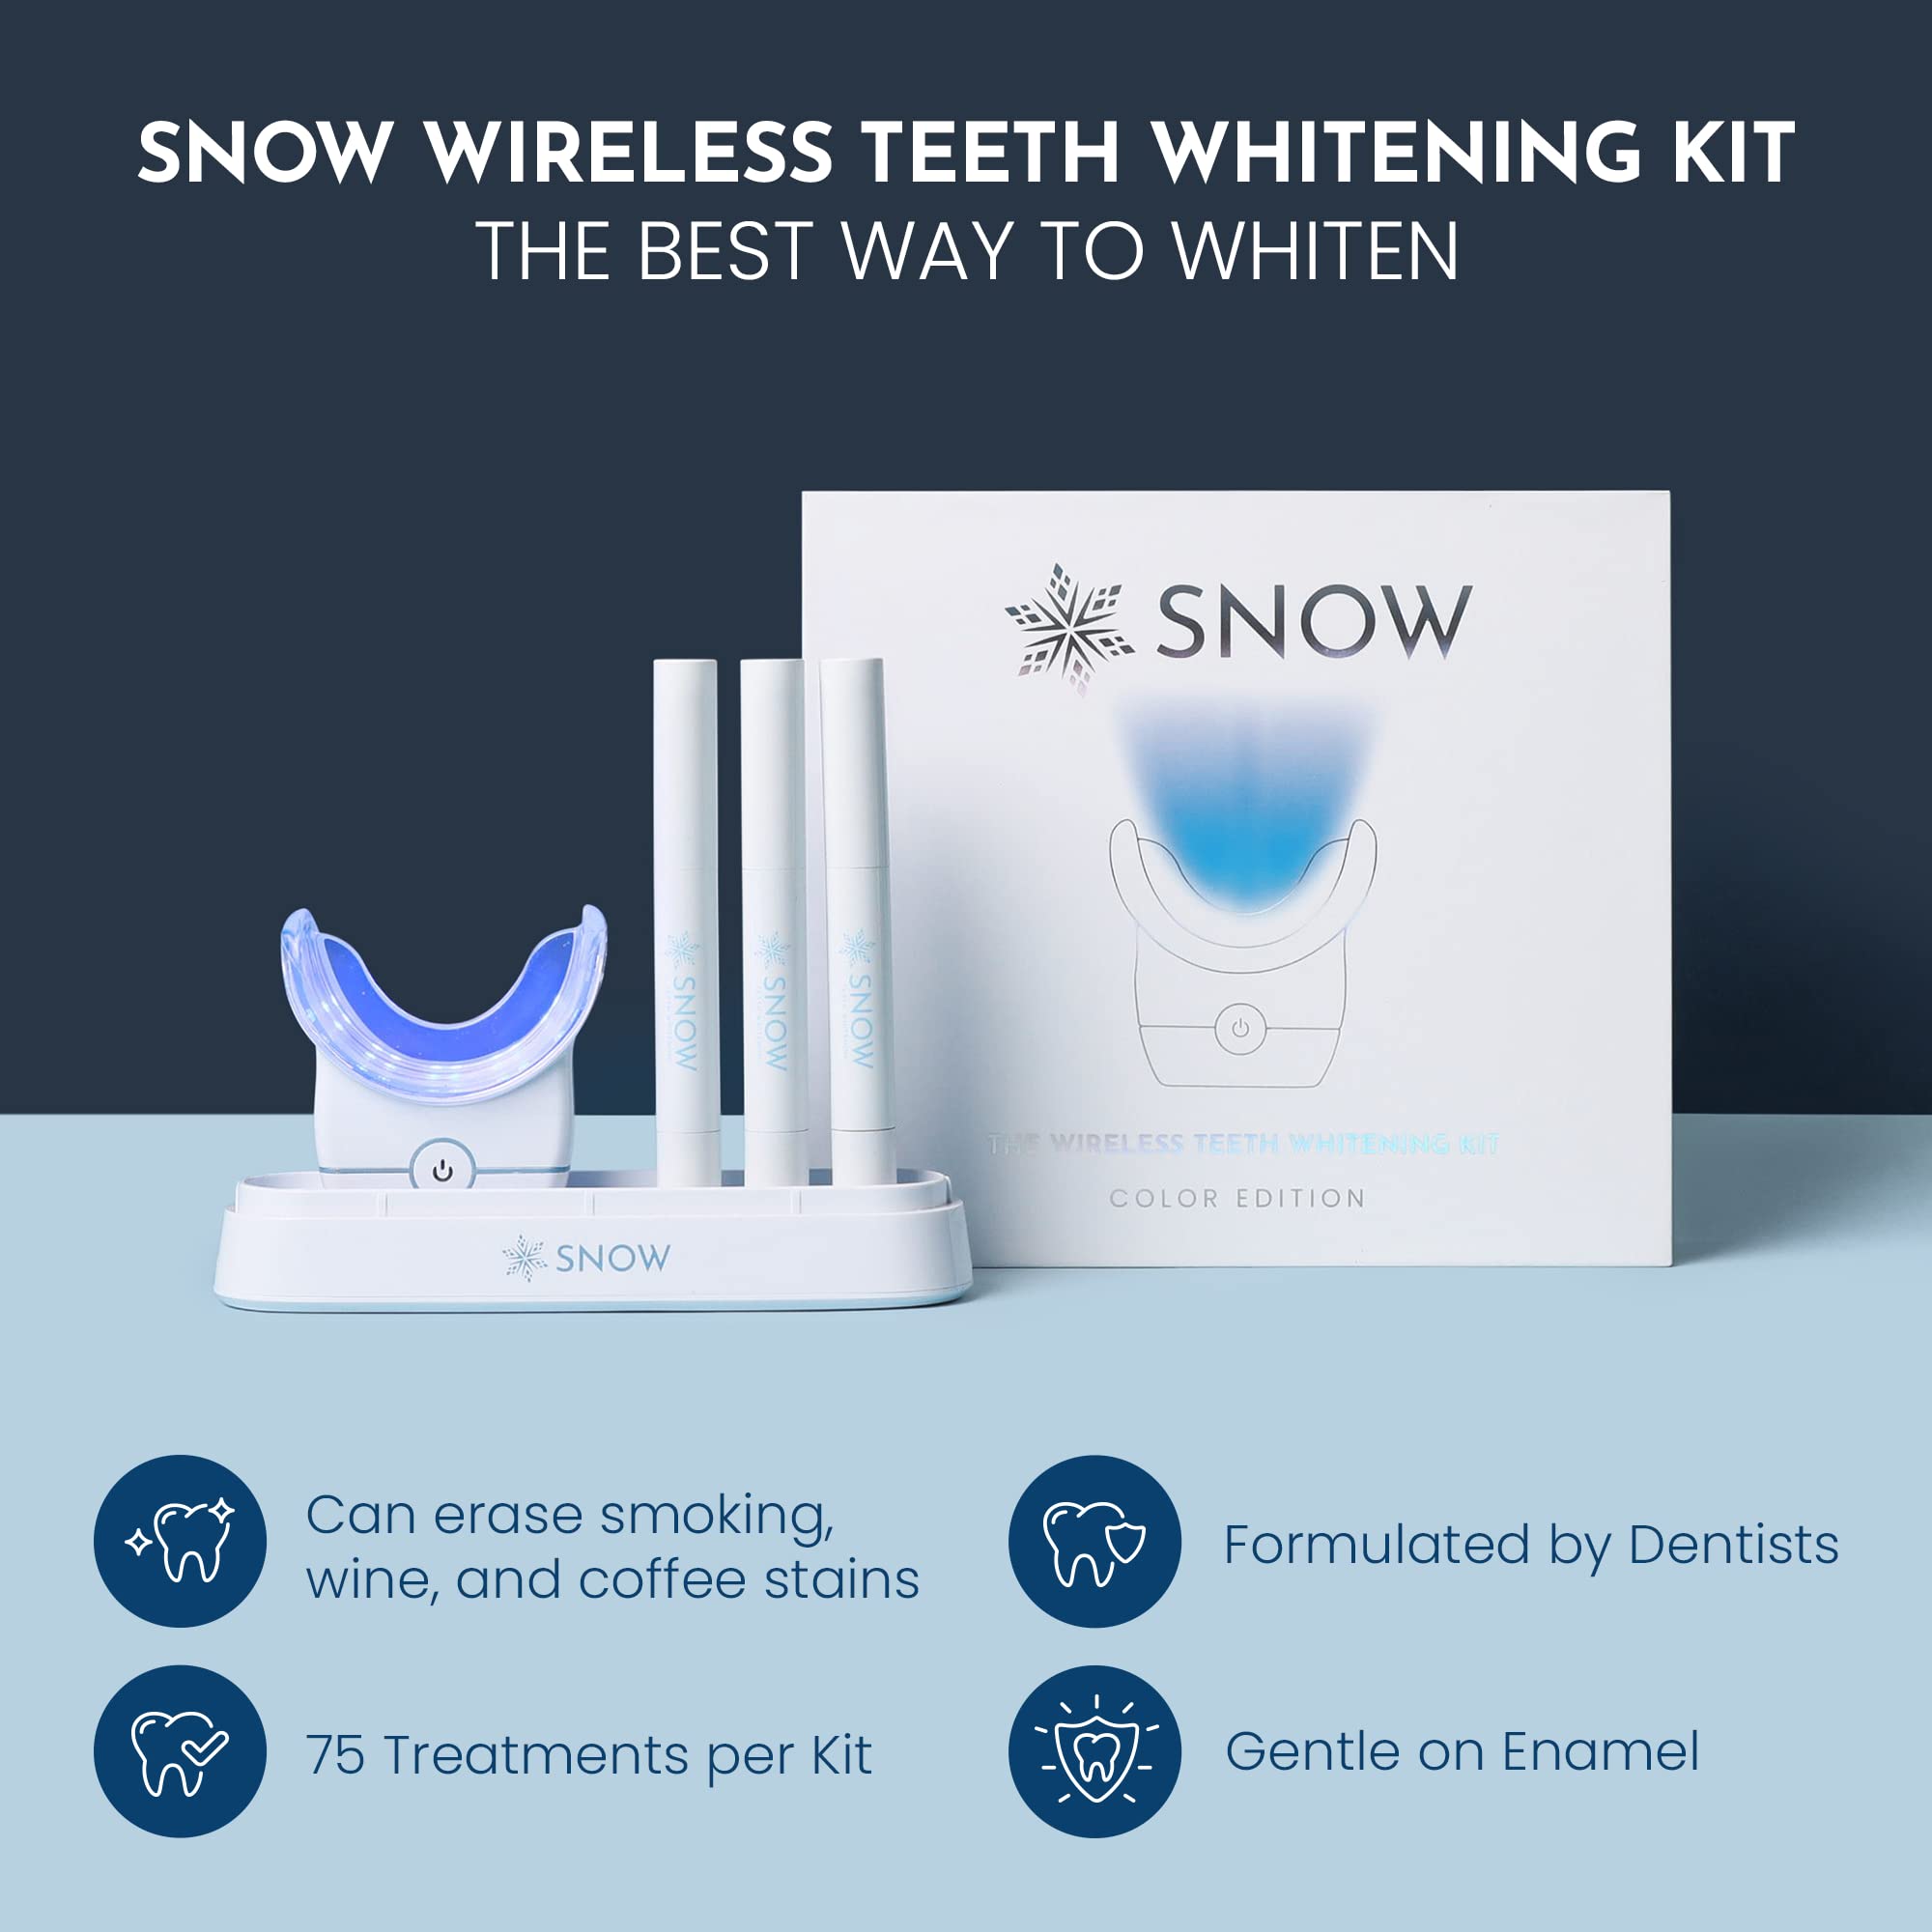 SNOW WIRELESS TEETH WHITENING KIT
THE BEST WAY TO WHITEN
SNOW
SNOW
SNOW
SNOW
THE WIRELESS TEETH WHITENING KIT
COLOR EDITION
SNOW
Can erase smoking,
wine, and coffee stains
Formulated by Dentists
75 Treatments per Kit
Gentle on Enamel